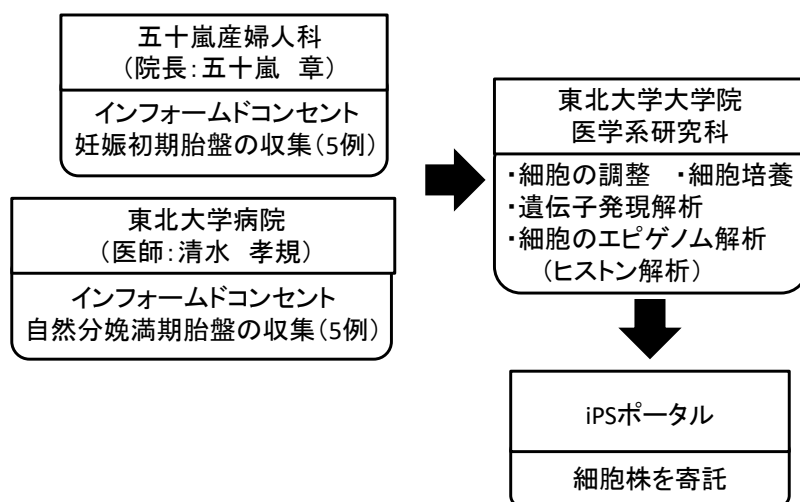 五十嵐産婦人科
（院長：五十嵐　章）
インフォームドコンセント
妊娠初期胎盤の収集（5例）
東北大学病院
（医師：清水　孝規）
インフォームドコンセント
自然分娩満期胎盤の収集（5例）
東北大学大学院
医学系研究科
・細胞の調整　・細胞培養
・遺伝子発現解析
・細胞のエピゲノム解析
（ヒストン解析）
iPSポータル
細胞株を寄託